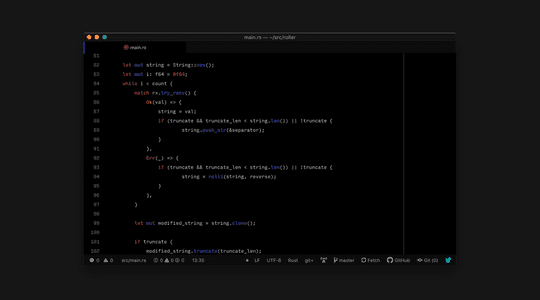 main.rs — ~/src/roller
main.rs
81
82 let mut string = String::new();
83 let mut i: f64 = 0f64;
84 while i < count {
85 match rx.try_recv() {
86 Ok(val) => {
87 string = val;
88 if (truncate && truncate_len < string.len()) || !truncate {
89 string.push_str(&separator);
90 }
91 },
92 Err(_) => {
93 if (truncate && truncate_len < string.len()) || !truncate {
94 string = roll1(string, reverse);
95 }
96 },
97 }
98
99 let mut modified_string = string.clone();
100
101 if truncate {
102 modified_string.truncate(truncate_len);
0 0 src/main.rs 0 0 0 13:35 LF UTF-8 Rust git+ master Fetch GitHub Git (0)